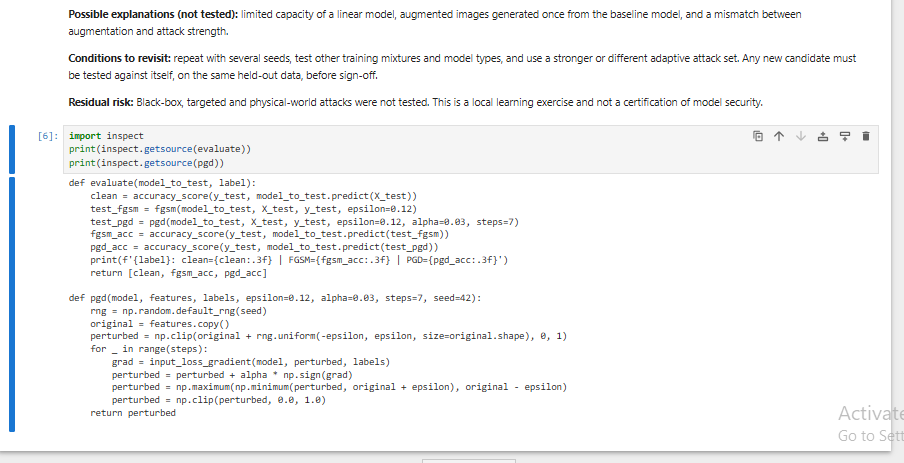 Possible explanations (not tested): limited capacity of a linear model, augmented images generated once from the baseline model, and a mismatch between
augmentation and attack strength.
Conditions to revisit: repeat with several seeds, test other training mixtures and model types, and use a stronger or different adaptive attack set. Any new candidate must
be tested against itself, on the same held-out data, before sign-off.
Residual risk: Black-box, targeted and physical-world attacks were not tested. This is a local learning exercise and not a certification of model security.
[6]: import inspect
print(inspect.getsource(evaluate))
print(inspect.getsource(pgd))
def evaluate(model_to_test, label):
    clean = accuracy_score(y_test, model_to_test.predict(X_test))
    test_fgsm = fgsm(model_to_test, X_test, y_test, epsilon=0.12)
    test_pgd = pgd(model_to_test, X_test, y_test, epsilon=0.12, alpha=0.03, steps=7)
    fgsm_acc = accuracy_score(y_test, model_to_test.predict(test_fgsm))
    pgd_acc = accuracy_score(y_test, model_to_test.predict(test_pgd))
    print(f'{label}: clean={clean:.3f} | FGSM={fgsm_acc:.3f} | PGD={pgd_acc:.3f}')
    return [clean, fgsm_acc, pgd_acc]
def pgd(model, features, labels, epsilon=0.12, alpha=0.03, steps=7, seed=42):
    rng = np.random.default_rng(seed)
    original = features.copy()
    perturbed = np.clip(original + rng.uniform(-epsilon, epsilon, size=original.shape), 0, 1)
    for _ in range(steps):
        grad = input_loss_gradient(model, perturbed, labels)
        perturbed = perturbed + alpha * np.sign(grad)
        perturbed = np.maximum(np.minimum(perturbed, original + epsilon), original - epsilon)
        perturbed = np.clip(perturbed, 0.0, 1.0)
    return perturbed
Activate
Go to Sett